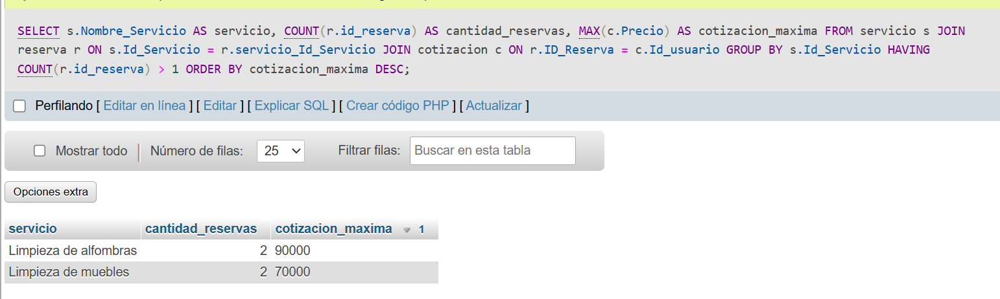 SELECT s.Nombre_Servicio AS servicio, COUNT(r.id_reserva) AS cantidad_reservas, MAX(c.Precio) AS cotizacion_maxima FROM servicio s JOIN
reserva r ON s.Id_Servicio = r.servicio_Id_Servicio JOIN cotizacion c ON r.ID_Reserva = c.Id_usuario GROUP BY s.Id_Servicio HAVING
COUNT(r.id_reserva) > 1 ORDER BY cotizacion_maxima DESC;
Perfilando [ Editar en línea ] [ Editar ] [ Explicar SQL ] [ Crear código PHP ] [ Actualizar ]
Mostrar todo Número de filas: 25 Filtrar filas: Buscar en esta tabla
Opciones extra
servicio cantidad_reservas cotizacion_maxima 1
Limpieza de alfombras 2 90000
Limpieza de muebles 2 70000